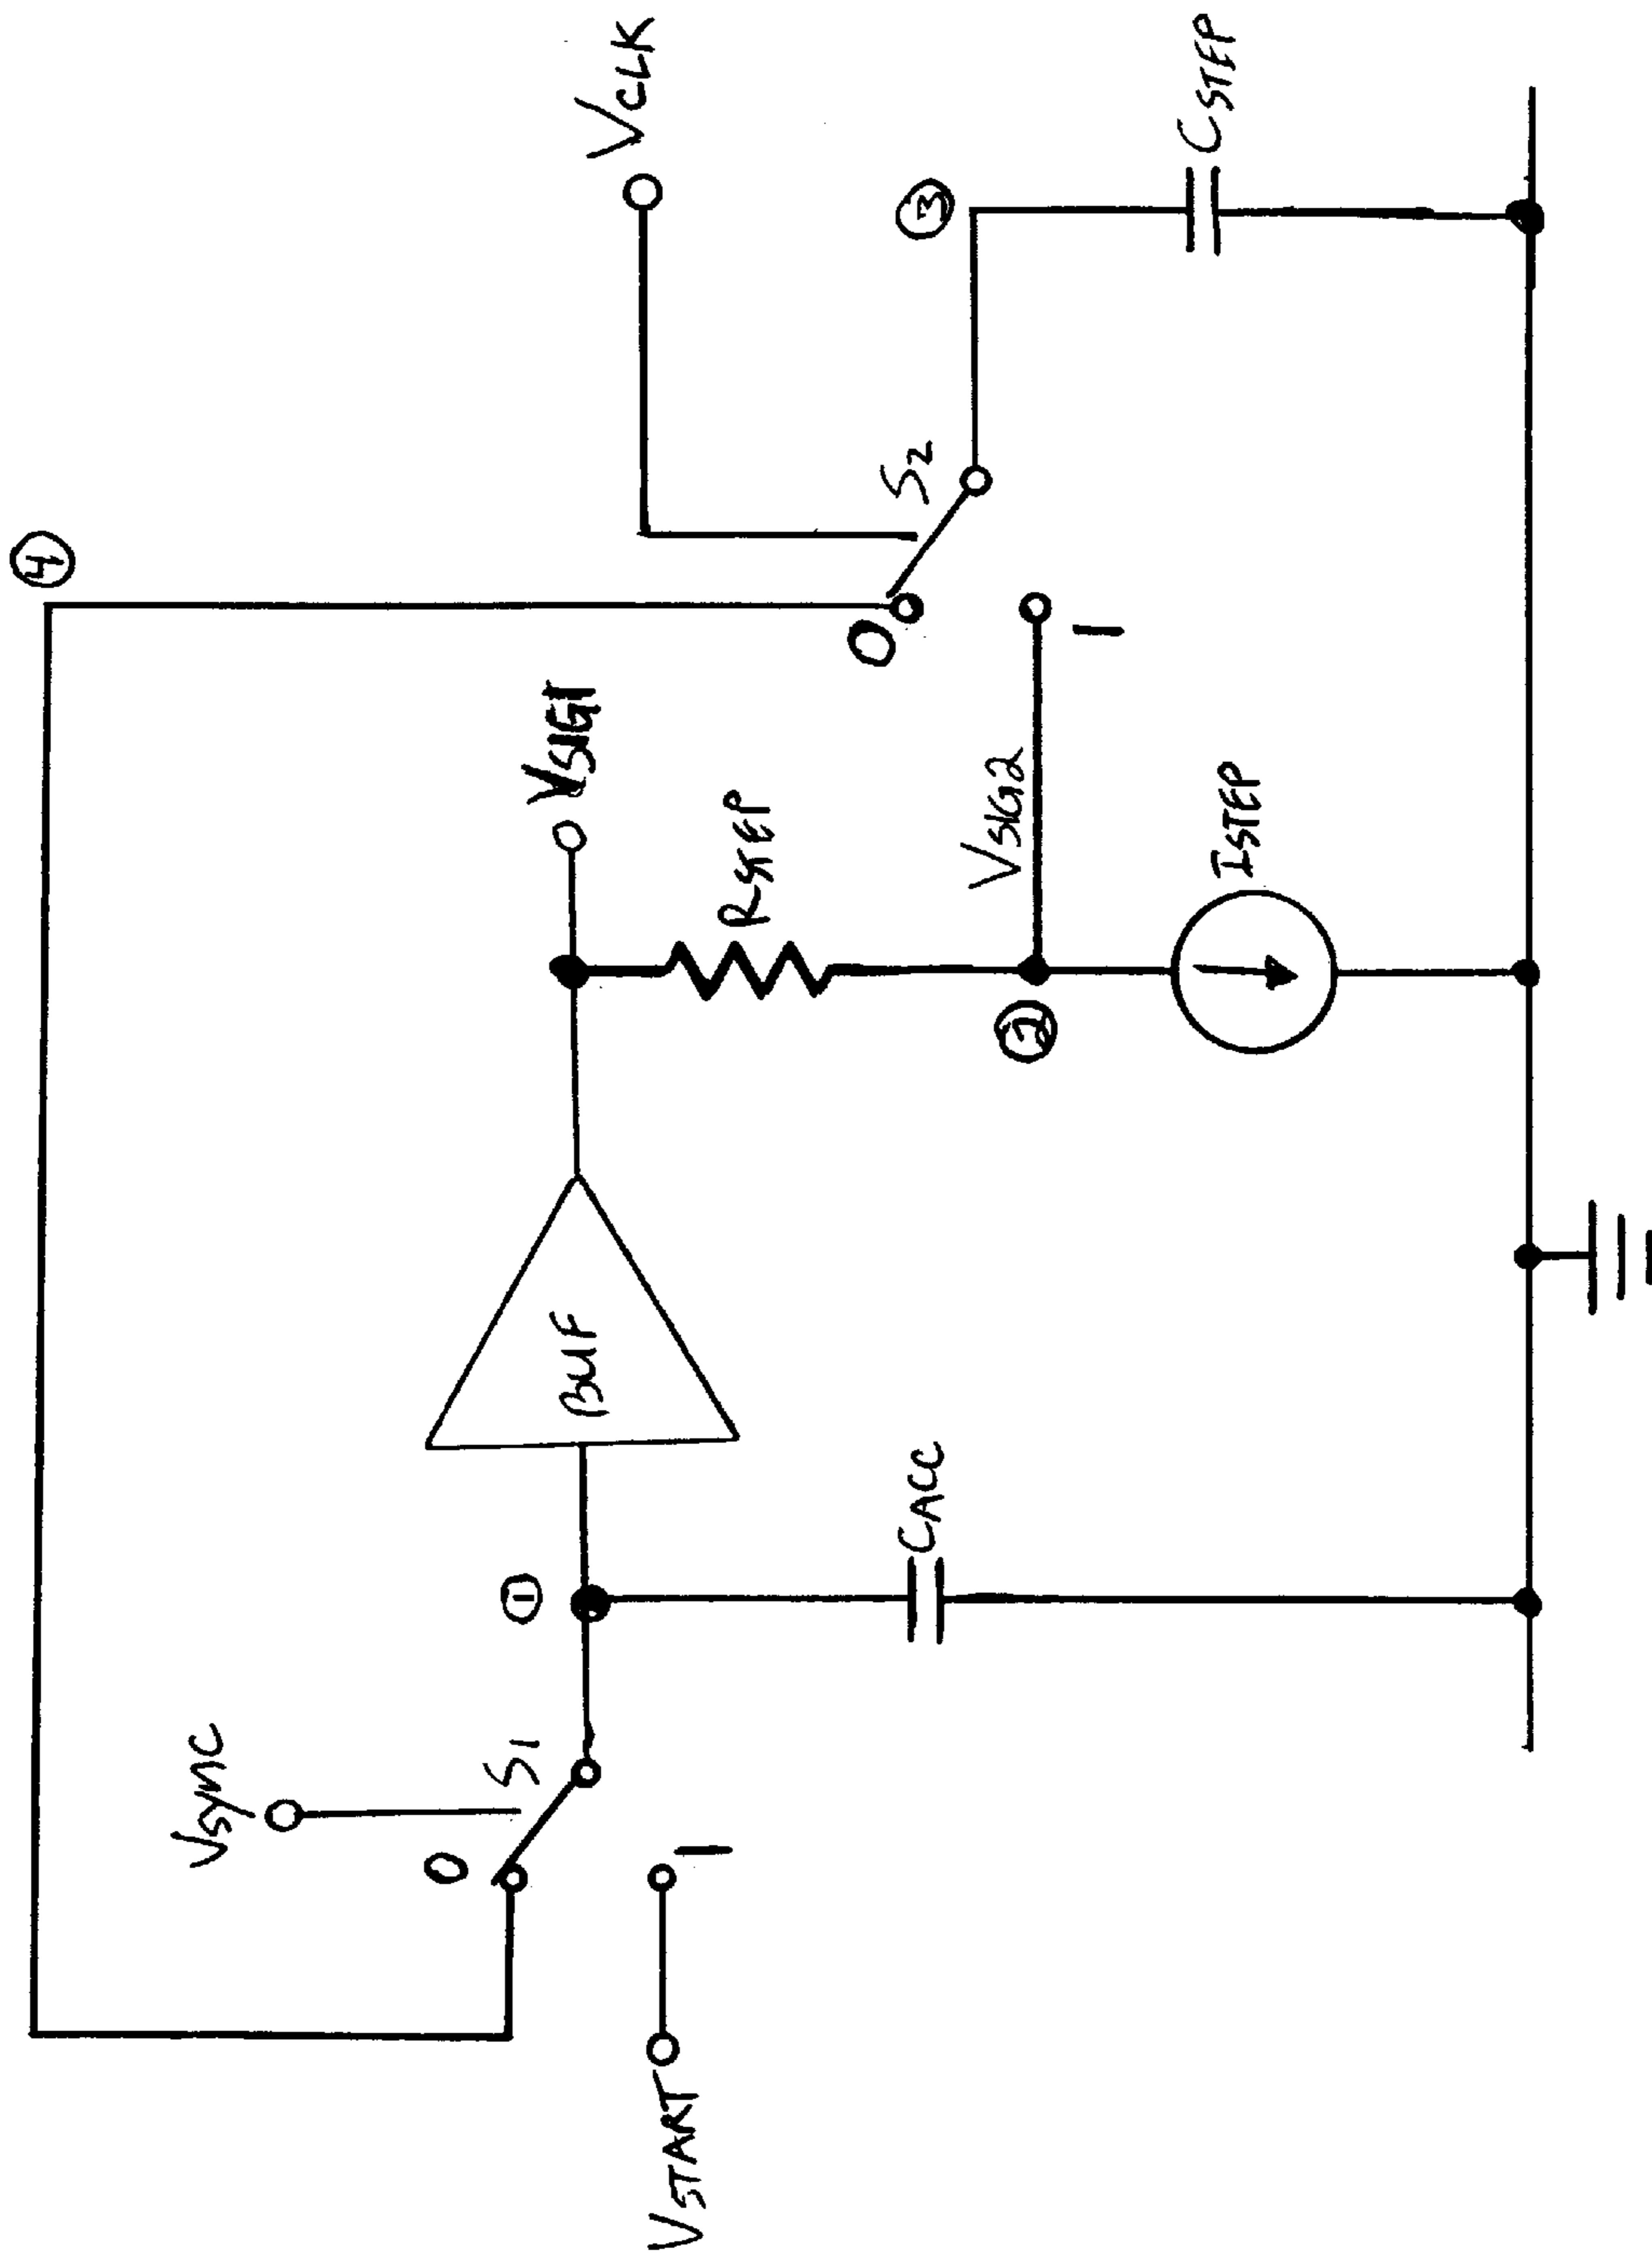 ④
VSYNC
0
S1
①
VSTART
1
BUF
CACC
VSIG1
RSTEP
②
VSIG2
ISTEP
VCLK
S2
0
1
③
CSTEP